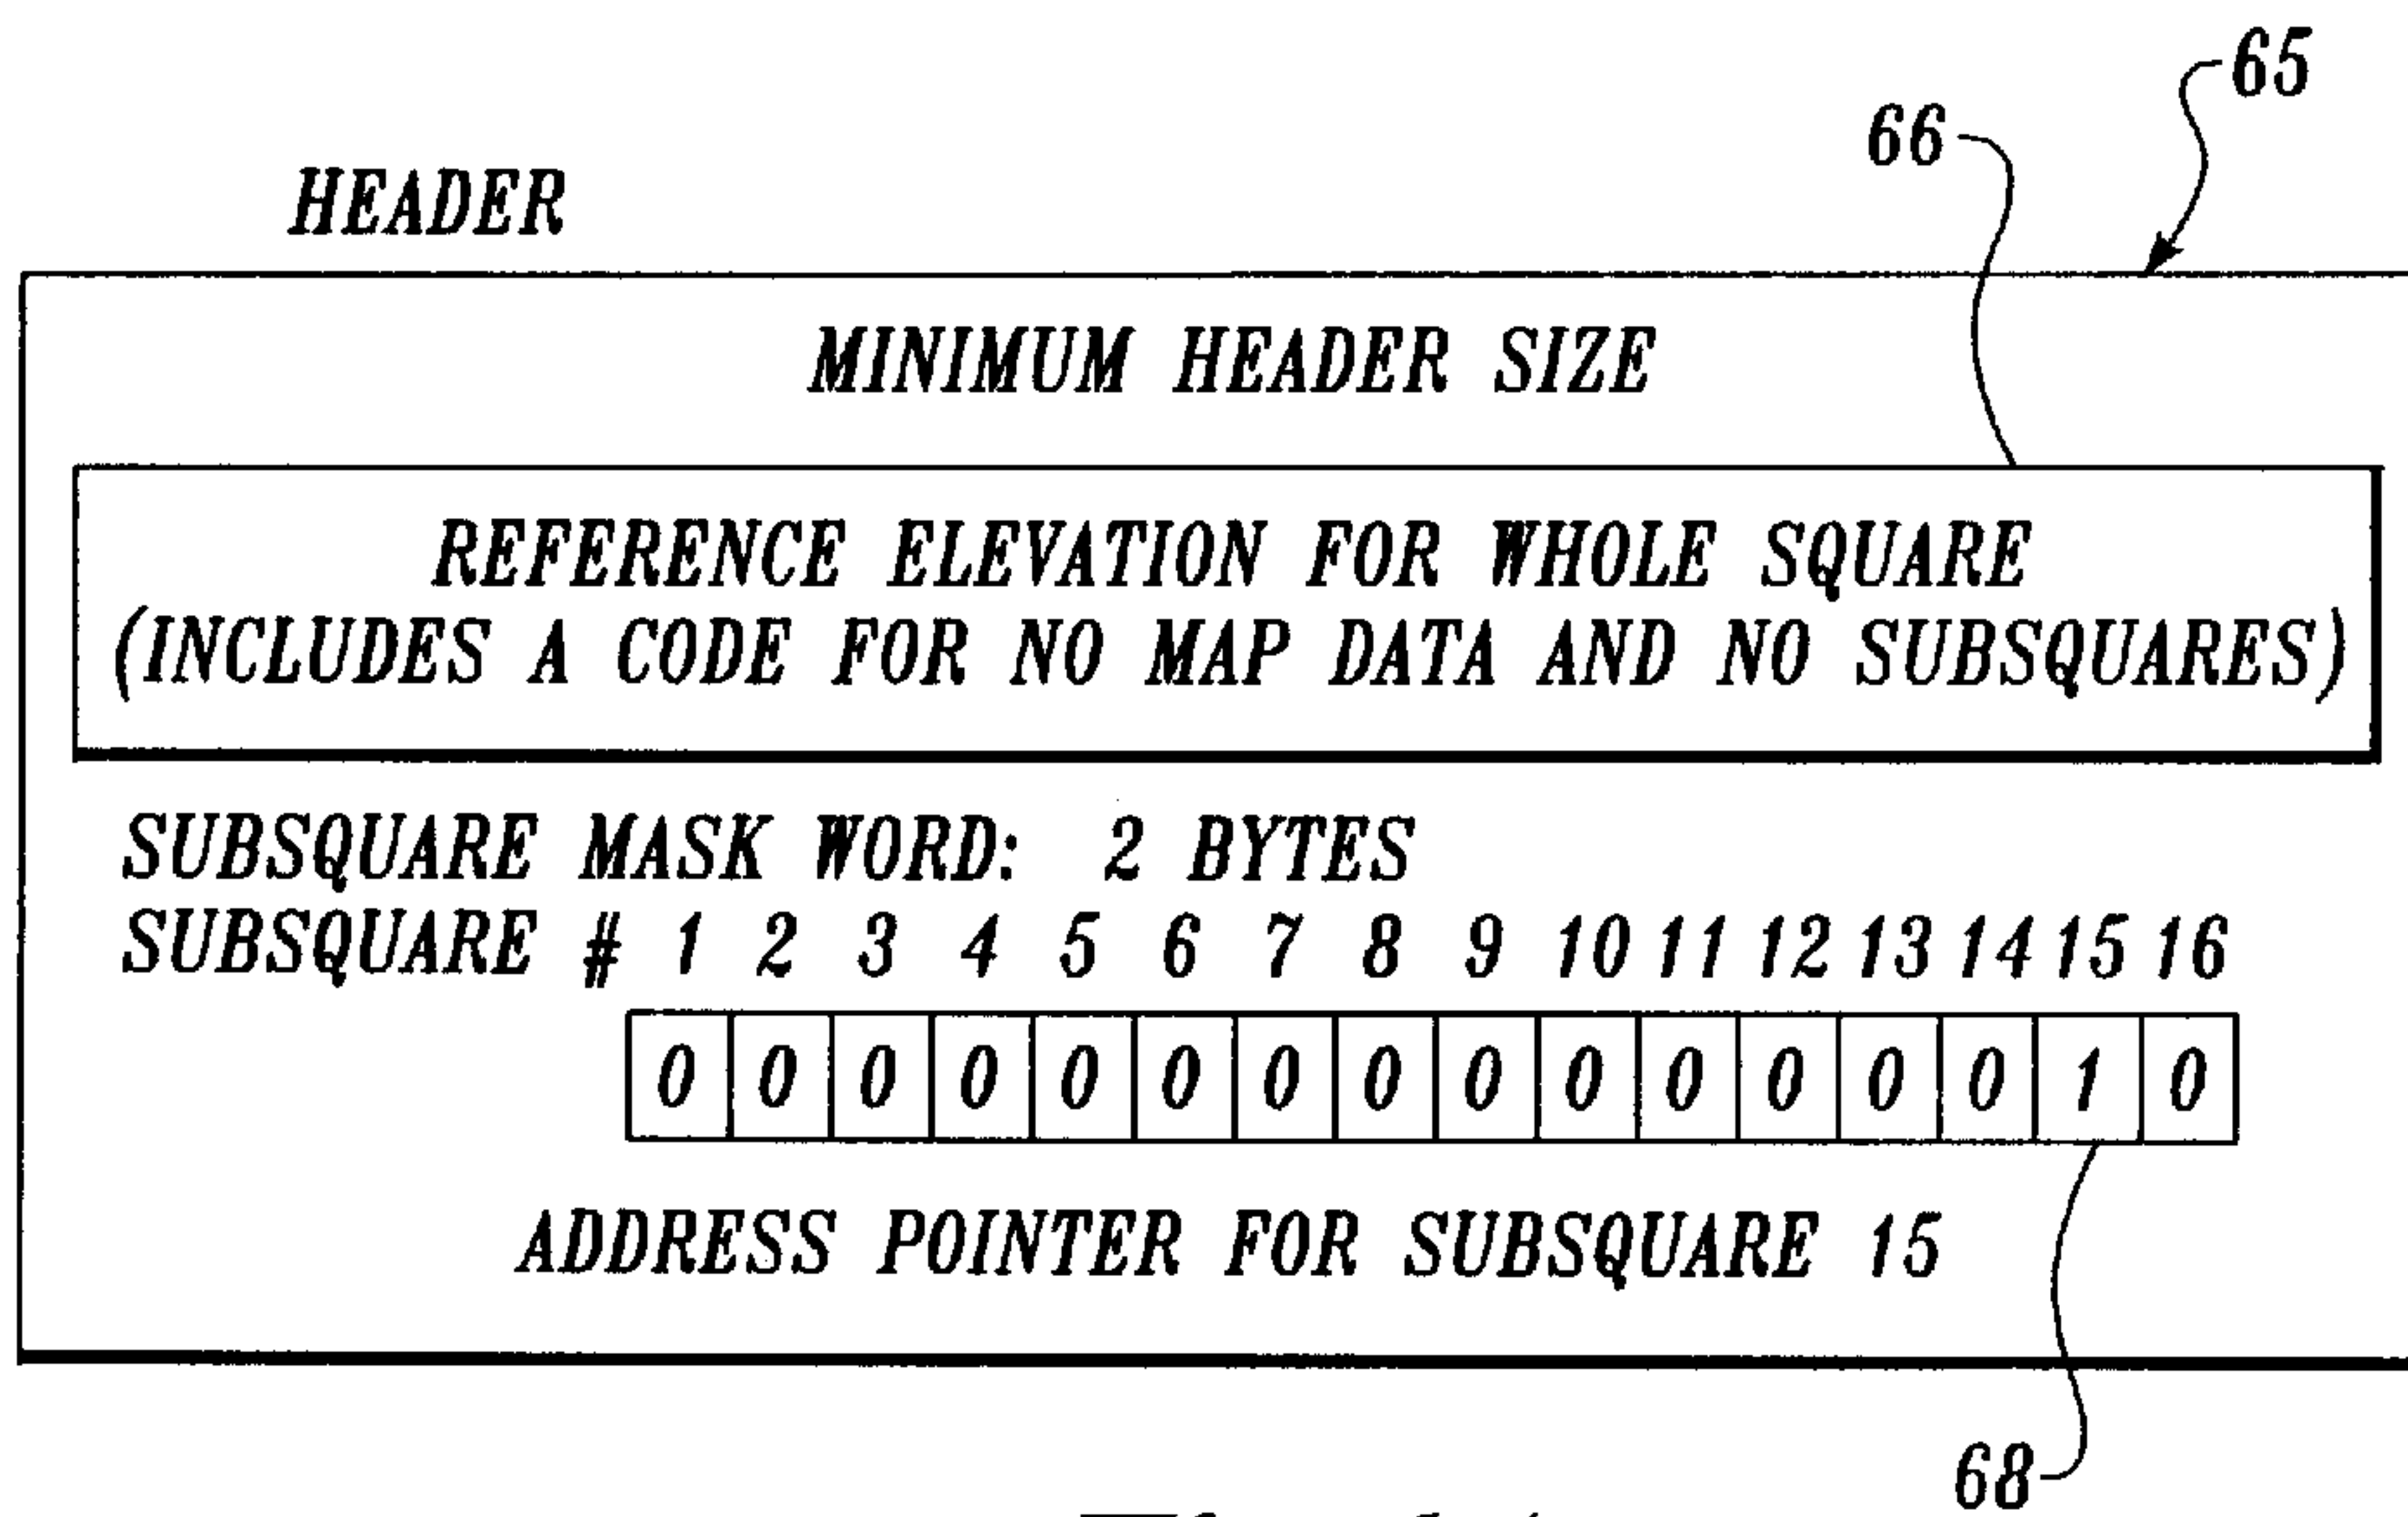 65
66
HEADER
MINIMUM HEADER SIZE
REFERENCE ELEVATION FOR WHOLE SQUARE
(INCLUDES A CODE FOR NO MAP DATA AND NO SUBSQUARES)
SUBSQUARE MASK WORD: 2 BYTES
SUBSQUARE # 1 2 3 4 5 6 7 8 9 10 11 12 13 14 15 16
0 0 0 0 0 0 0 0 0 0 0 0 0 0 1 0
ADDRESS POINTER FOR SUBSQUARE 15
68